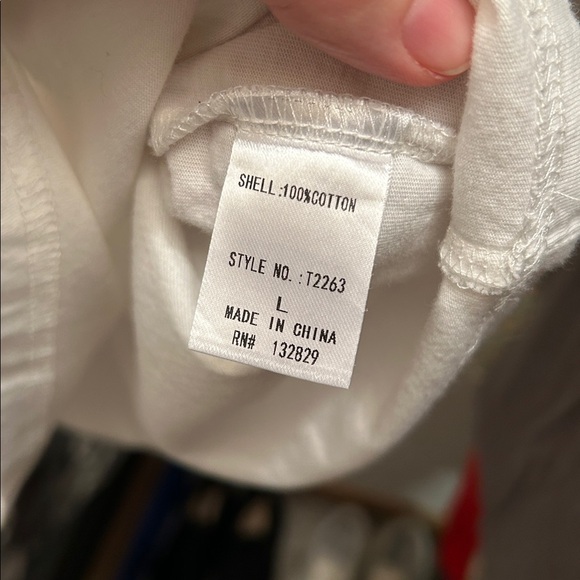 SHELL:100%COTTON
STYLE NO. :T2263
L
MADE IN CHINA
RN# 132829